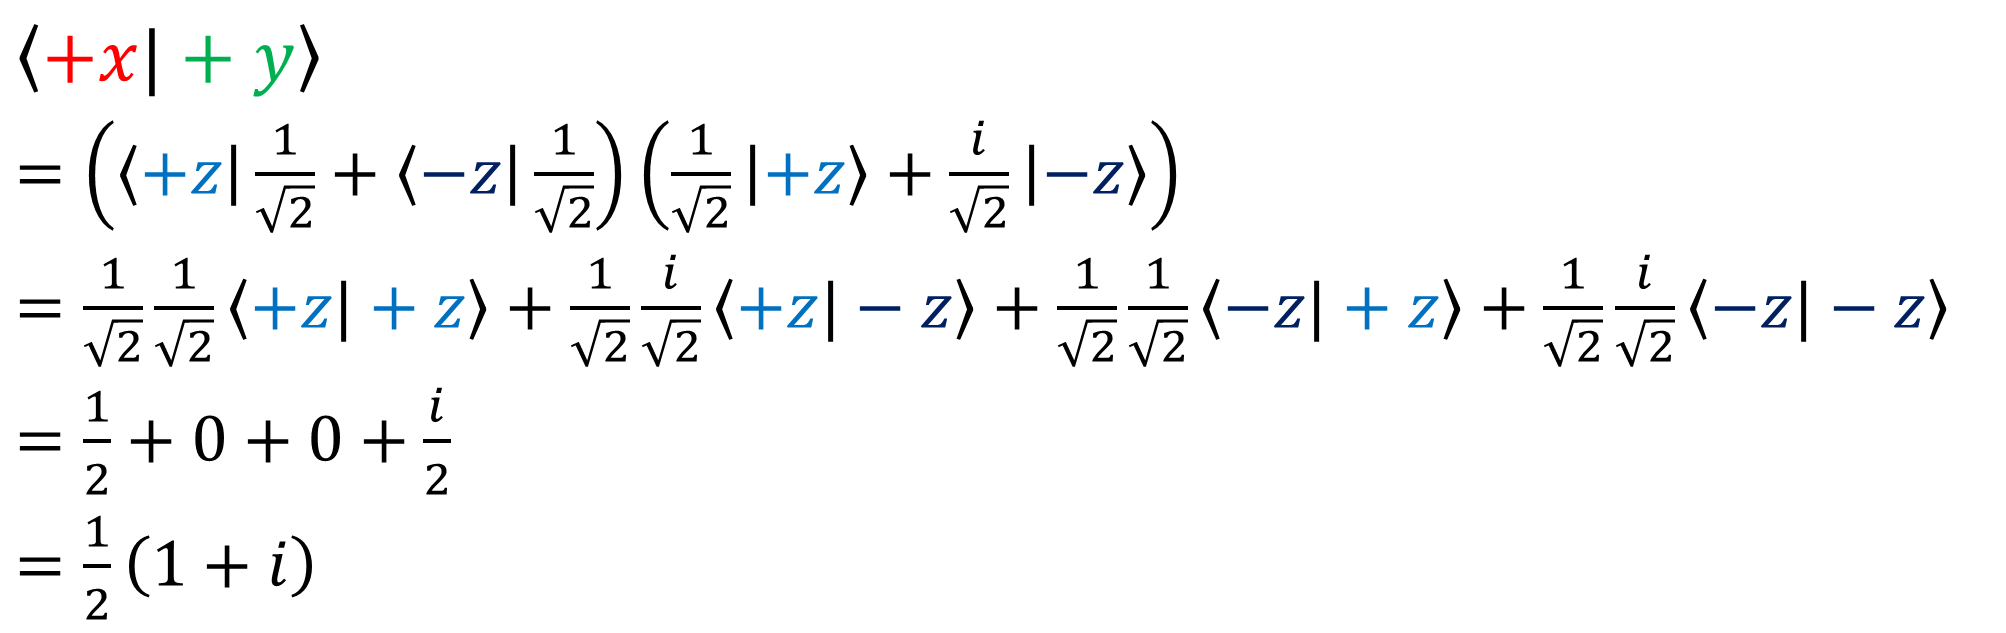 ⟨+x| + y⟩
= (⟨+z| 1/√2 + ⟨−z| 1/√2) (1/√2 |+z⟩ + i/√2 |−z⟩)
= 1/√2 1/√2 ⟨+z| + z⟩ + 1/√2 i/√2 ⟨+z| − z⟩ + 1/√2 1/√2 ⟨−z| + z⟩ + 1/√2 i/√2 ⟨−z| − z⟩
= 1/2 + 0 + 0 + i/2
= 1/2 (1 + i)